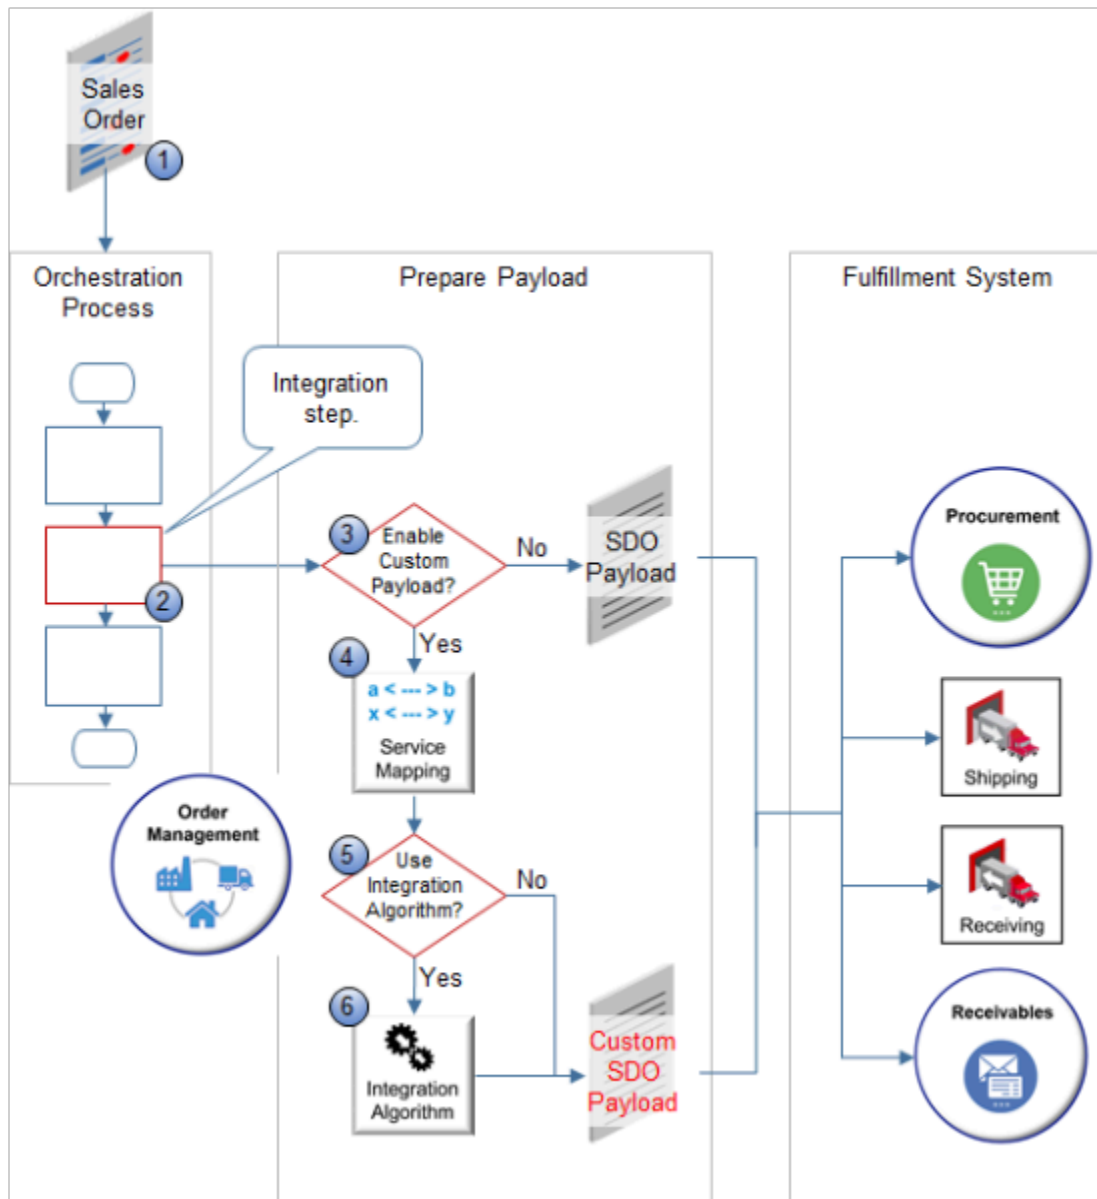 Sales
Order
1
Orchestration
Process
Prepare Payload
Fulfillment System
Integration
step.
2
3
Enable
Custom
Payload?
No
SDO
Payload
Yes
4
a < --- > b
x < --- > y
Service
Mapping
5
Use
Integration
Algorithm?
No
Yes
6
Integration
Algorithm
Custom
SDO
Payload
Order
Management
Procurement
Shipping
Receiving
Receivables